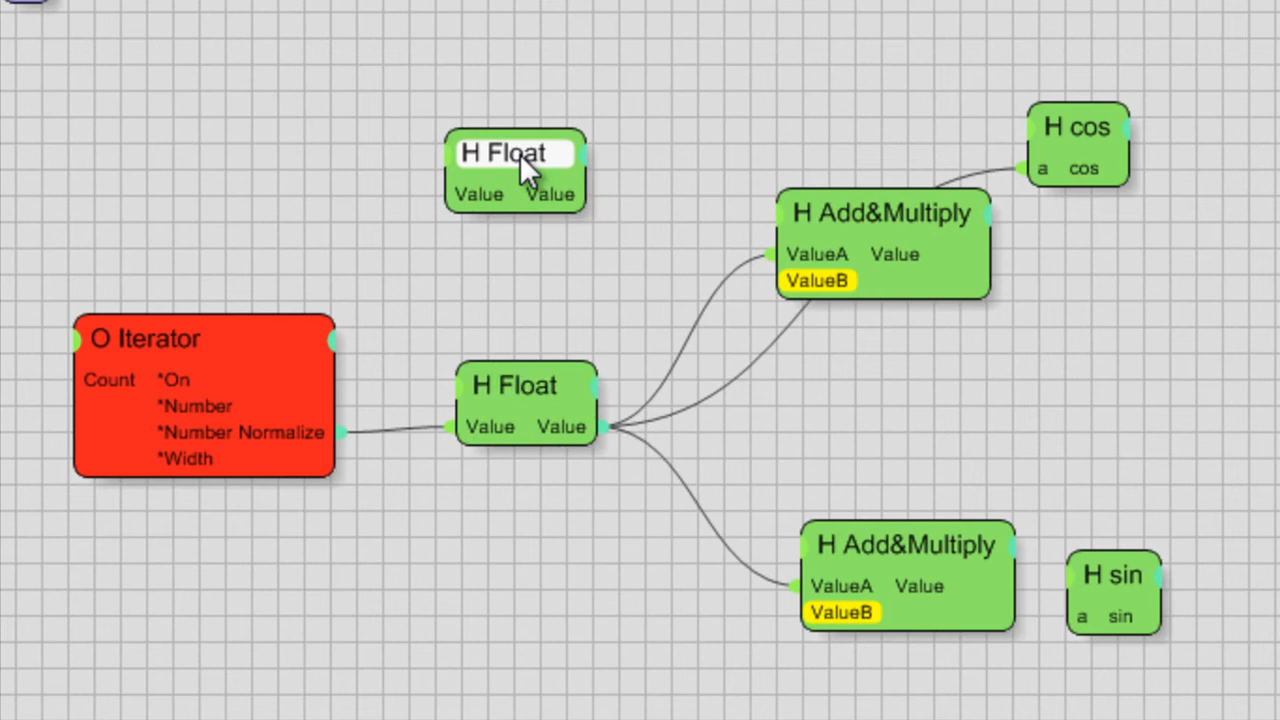 H Float
Value Value
H cos
a cos
H Add&Multiply
ValueA Value
ValueB
O Iterator
Count *On
*Number
*Number Normalize
*Width
H Float
Value Value
H Add&Multiply
ValueA Value
ValueB
H sin
a sin